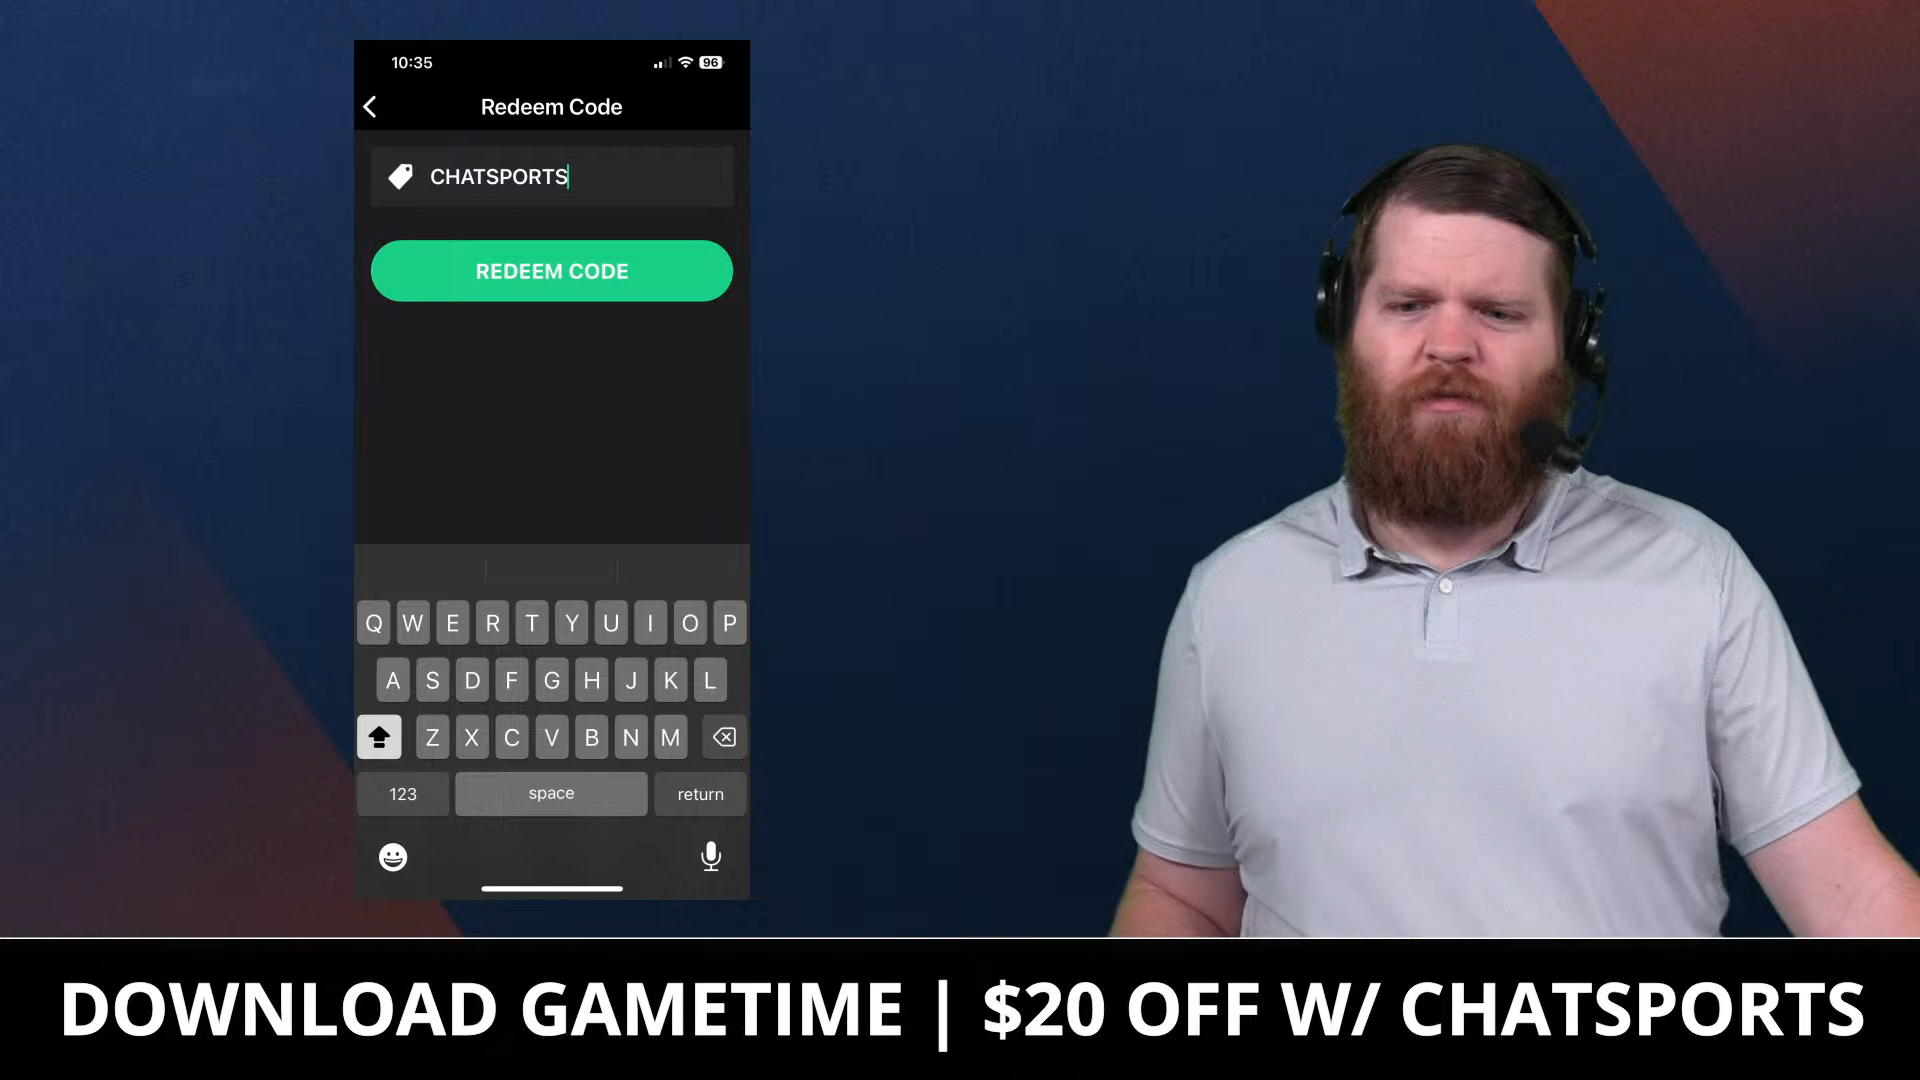 10:35
96
Redeem Code
CHATSPORTS
REDEEM CODE
Q W E R T Y U I O P
A S D F G H J K L
Z X C V B N M
123 space return
DOWNLOAD GAMETIME | $20 OFF W/ CHATSPORTS